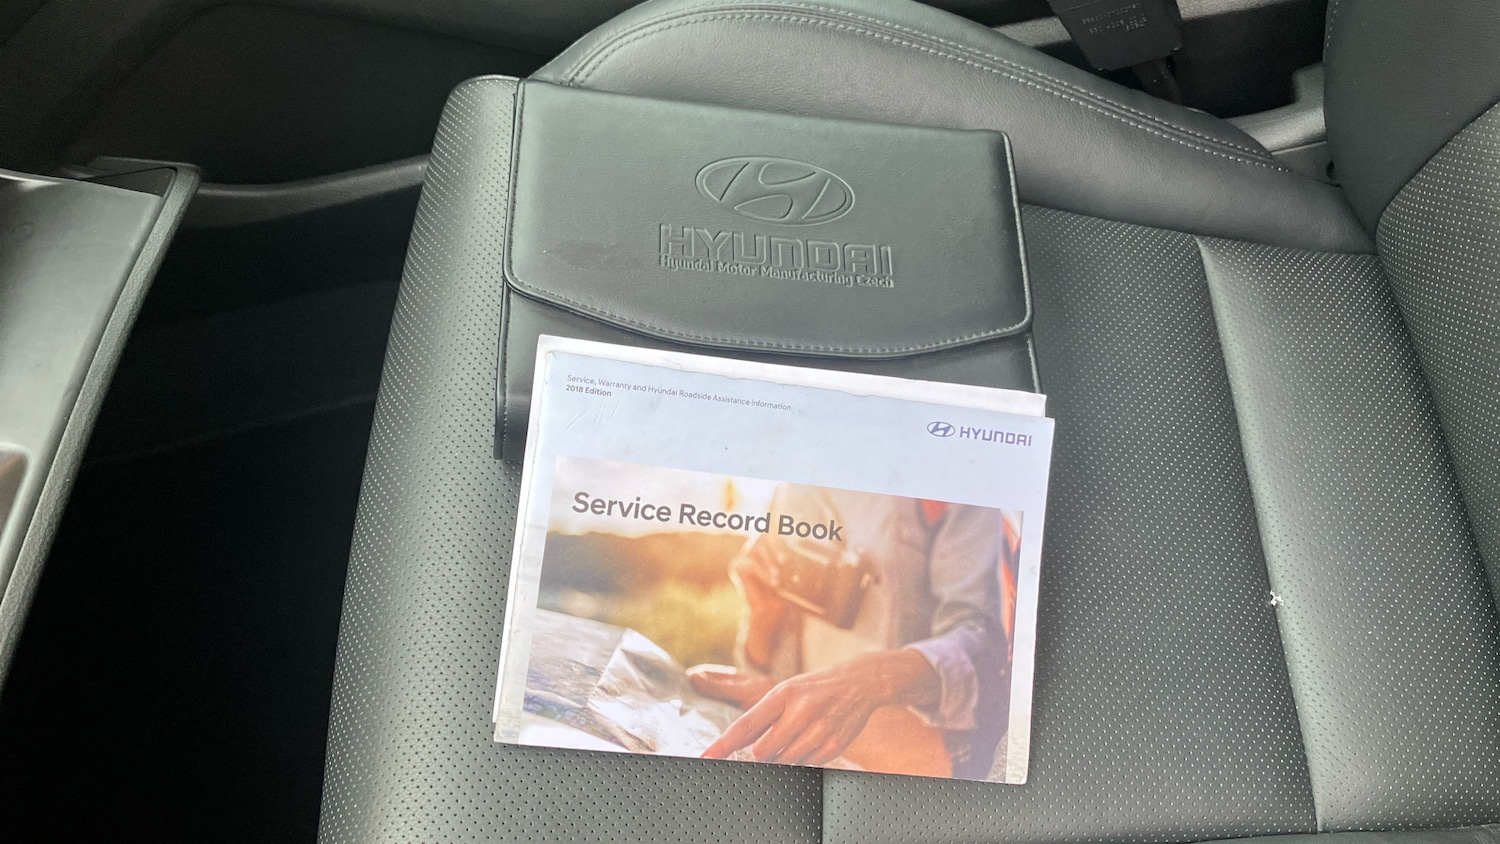 HYUNDAI
Hyundai Motor Manufacturing Czech
Service, Warranty and Hyundai Roadside Assistance information
2018 Edition
HYUNDAI
Service Record Book